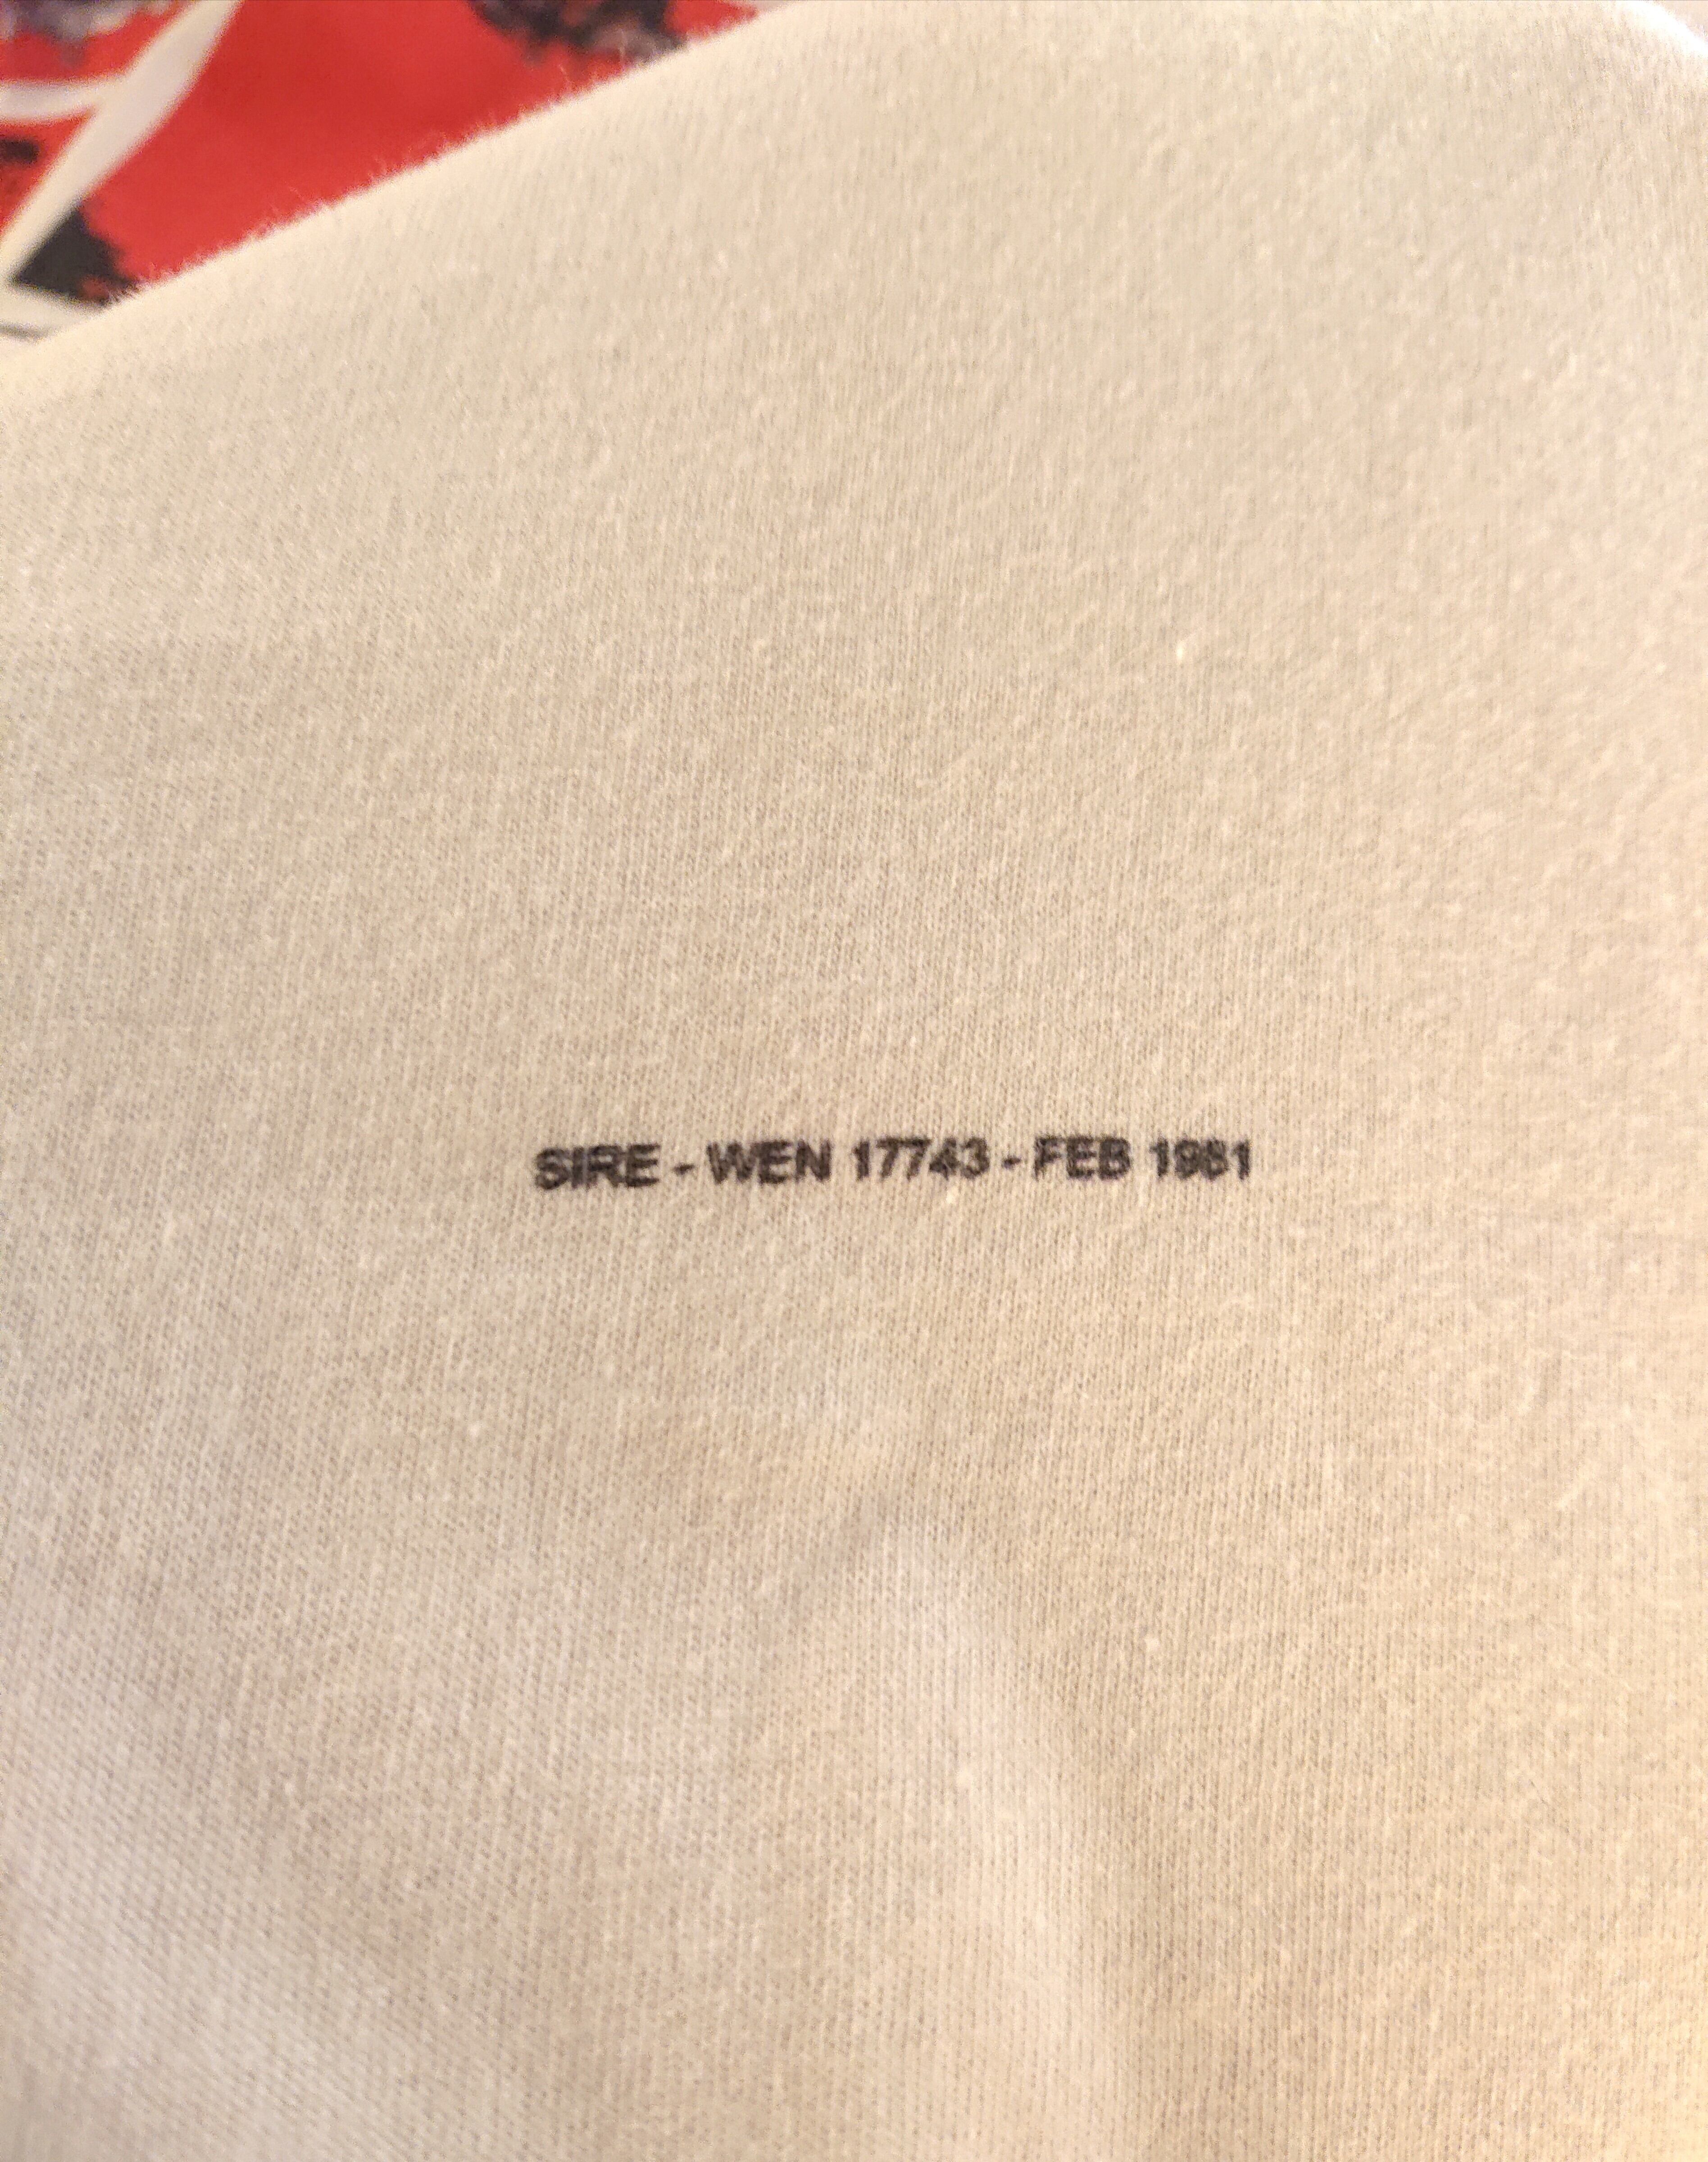 SIRE - WEN 17743 - FEB 1981